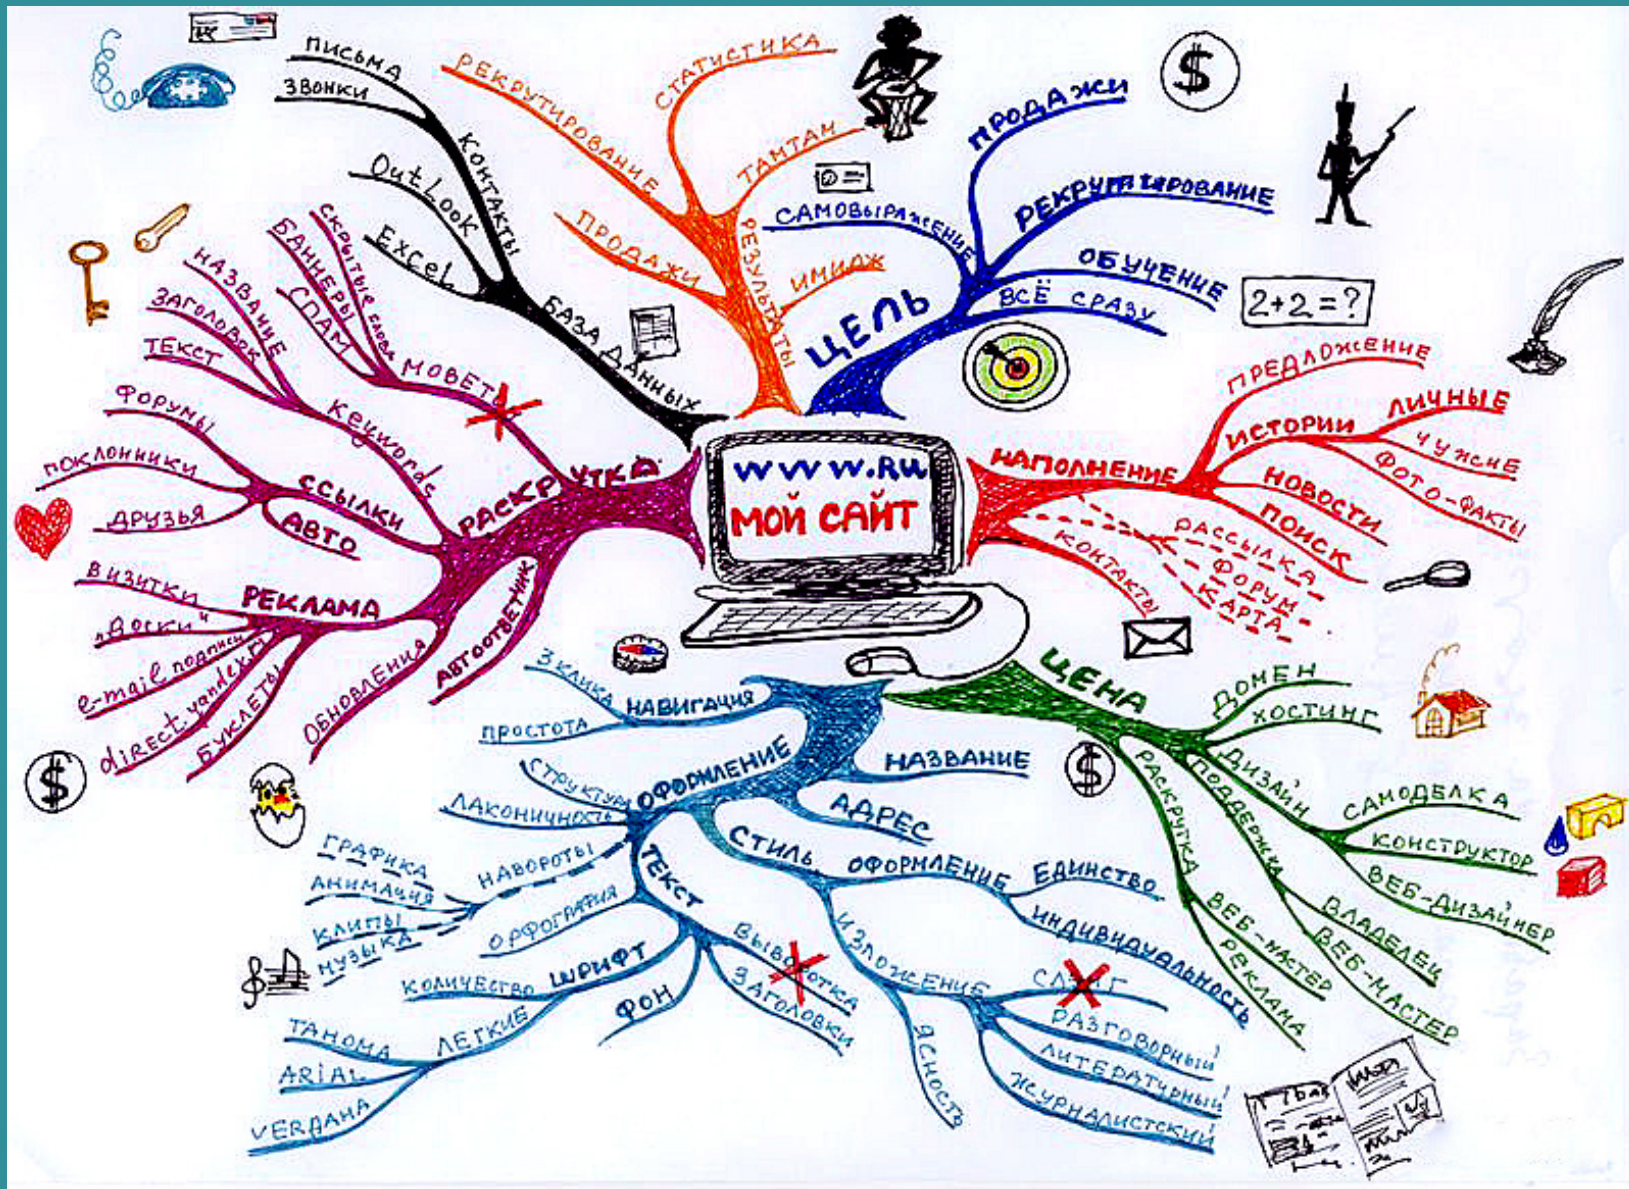 WWW.RU
МОЙ САЙТ
ЦЕЛЬ
ПРОДАЖИ
РЕКРУТИРОВАНИЕ
ОБУЧЕНИЕ
ВСЁ СРАЗУ
САМОВЫРАЖЕНИЕ
2+2=?
$
НАПОЛНЕНИЕ
ПРЕДЛОЖЕНИЕ
ИСТОРИИ
ЛИЧНЫЕ
ЧУЖИЕ
ФОТО-ФАКТЫ
НОВОСТИ
ПОИСК
РАССЫЛКА
ФОРУМ
КАРТА
КОНТАКТЫ
ЦЕНА
ДОМЕН
ХОСТИНГ
ДИЗАЙН
САМОДЕЛКА
КОНСТРУКТОР
ВЕБ-ДИЗАЙНЕР
ПОДДЕРЖКА
ВЛАДЕЛЕЦ
ВЕБ-МАСТЕР
РАСКРУТКА
ВЕБ-МАСТЕР
РЕКЛАМА
$
НАЗВАНИЕ
АДРЕС
СТИЛЬ
ОФОРМЛЕНИЕ
ЕДИНСТВО
ИНДИВИДУАЛЬНОСТЬ
ИЗЛОЖЕНИЕ
СЛЭНГ
РАЗГОВОРНЫЙ
ЛИТЕРАТУРНЫЙ
ЖУРНАЛИСТСКИЙ
ЯСНОСТЬ
ОФОРМЛЕНИЕ
НАВИГАЦИЯ
3 КЛИКА
ПРОСТОТА
СТРУКТУРА
ЛАКОНИЧНОСТЬ
НАВОРОТЫ
ГРАФИКА
АНИМАЦИЯ
КЛИПЫ
МУЗЫКА
ТЕКСТ
ОРФОГРАФИЯ
ШРИФТ
КОЛИЧЕСТВО
ЛЕГКИЕ
ТАНОМА
ARIAL
VERДАНА
ФОН
ВЫВОРОТКА
ЗАГОЛОВКИ
РАСКРУТКА
МОВЕТОН
СКРЫТЫЕ СЛОВА
БАННЕРЫ
СПАМ
Keywords
НАЗВАНИЕ
ЗАГОЛОВОК
ТЕКСТ
ССЫЛКИ
ФОРУМЫ
ПОКЛОННИКИ
ДРУЗЬЯ
АВТО
РЕКЛАМА
ВИЗИТКИ
"ДОСКИ"
e-mail подписи
direct.yandex.ru
БУКЛЕТЫ
ОБНОВЛЕНИЯ
АВТООТВЕТЧИК
$
БАЗА ДАННЫХ
КОНТАКТЫ
ПИСЬМА
ЗВОНКИ
OutLook
Excel
РЕЗУЛЬТАТЫ
РЕКРУТИРОВАНИЕ
СТАТИСТИКА
ТАМТАМ
ПРОДАЖИ
ИМИДЖ